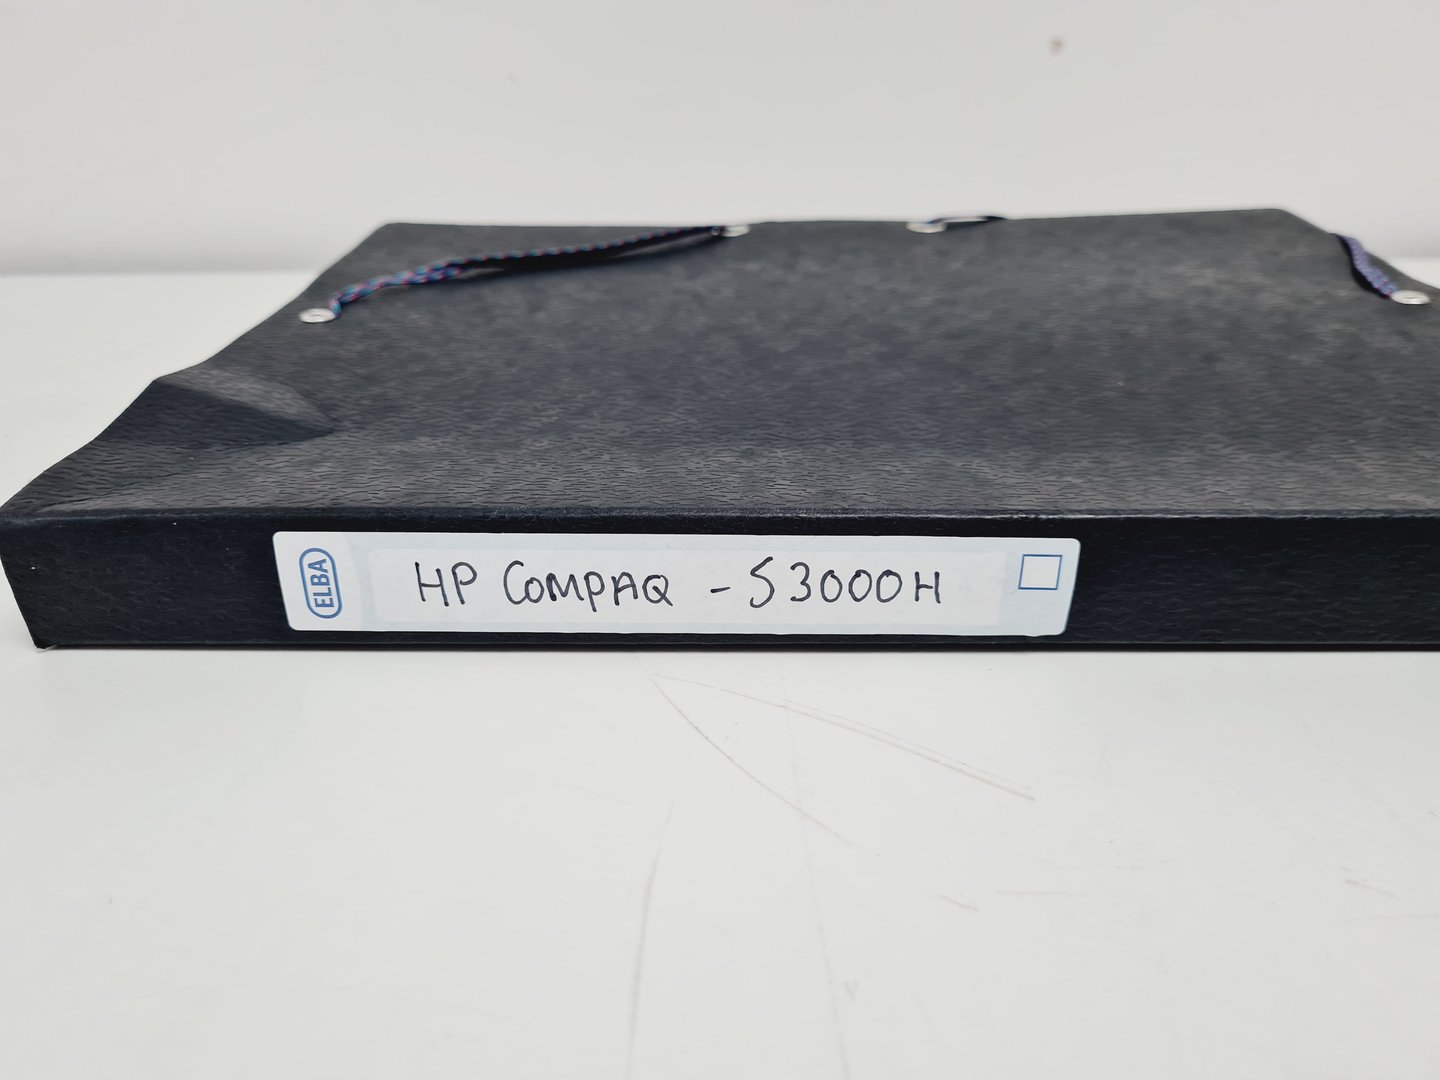 ELBA
HP COMPAQ - S3000H